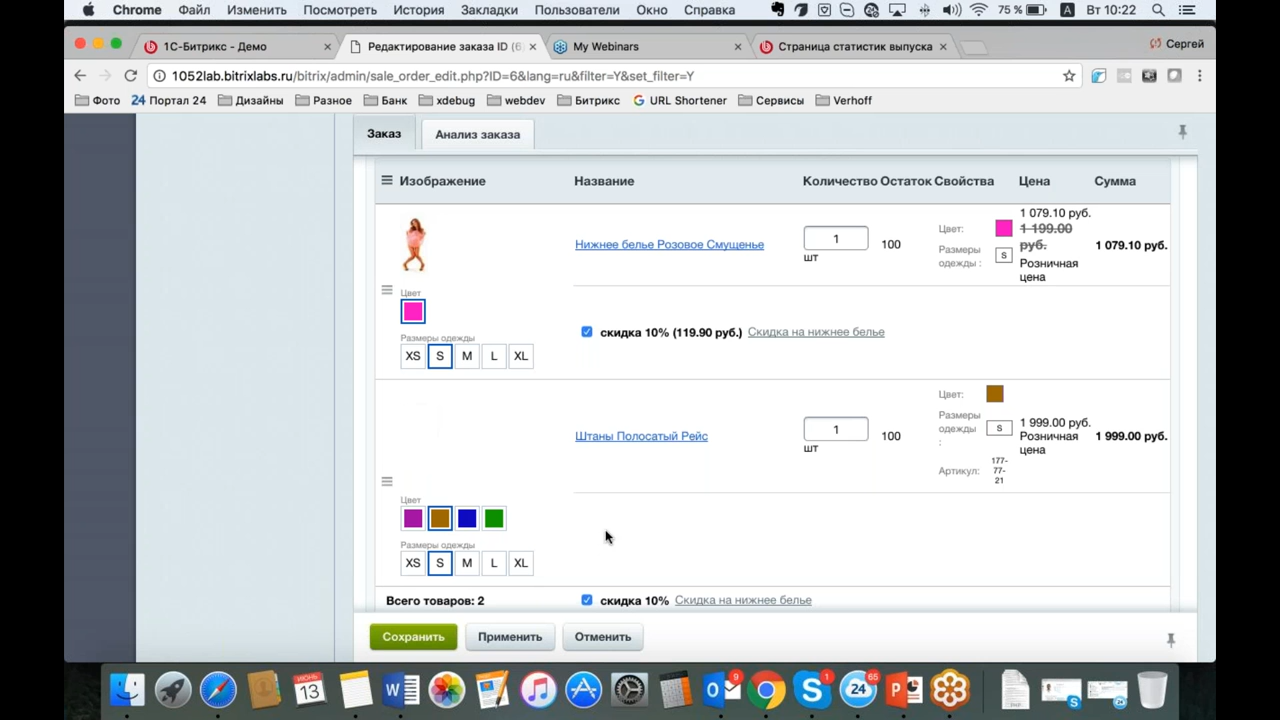 Chrome Файл Изменить Посмотреть История Закладки Пользователи Окно Справка 75 % A Вт 10:22
1С-Битрикс - Демо × Редактирование заказа ID (6 × My Webinars × Страница статистик выпуска × Сергей
1052lab.bitrixlabs.ru/bitrix/admin/sale_order_edit.php?ID=6&lang=ru&filter=Y&set_filter=Y
Фото 24 Портал 24 Дизайны Разное Банк xdebug webdev Битрикс URL Shortener Сервисы Verhoff
Заказ Анализ заказа
Изображение Название Количество Остаток Свойства Цена Сумма
1 079.10 руб.
Цвет: 1 199.00
Нижнее белье Розовое Смущенье 1 100 руб. 1 079.10 руб.
Размеры S
шт одежды : Розничная
цена
Цвет
скидка 10% (119.90 руб.) Скидка на нижнее белье
Размеры одежды
XS S M L XL
Цвет:
Размеры
Штаны Полосатый Рейс 1 100 одежды S 1 999.00 руб. 1 999.00 руб.
: Розничная
шт цена
177-
Артикул: 77-
21
Цвет
Размеры одежды
XS S M L XL
Всего товаров: 2 скидка 10% Скидка на нижнее белье
Сохранить Применить Отменить
ИЮНЬ
13 9 1 24 65